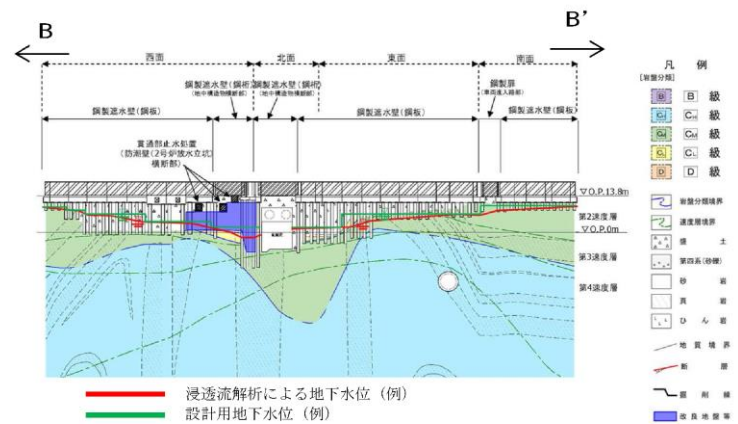 B
B’
西面
北面
東面
南面
鋼製遮水壁(鋼桁)
(地中構造物横断部)
鋼製遮水壁(鋼桁)
(地中構造物横断部)
鋼製扉
(車両進入路部)
鋼製遮水壁(鋼板)
鋼製遮水壁(鋼板)
鋼製遮水壁(鋼板)
貫通部止水処置
(防潮壁(2号炉放水立坑)
横断部)
▽O.P.13.8m
第2速度層
▽O.P.0m
第3速度層
第4速度層
浸透流解析による地下水位(例)
設計用地下水位(例)
凡 例
[岩盤分類]
B B 級
CH CH 級
CM CM 級
CL CL 級
D D 級
岩盤分類境界
速度層境界
盛 土
第四系(砂礫)
砂 岩
頁 岩
ひ ん 岩
地 質 境 界
断 層
掘 削 線
改 良 地 盤 等